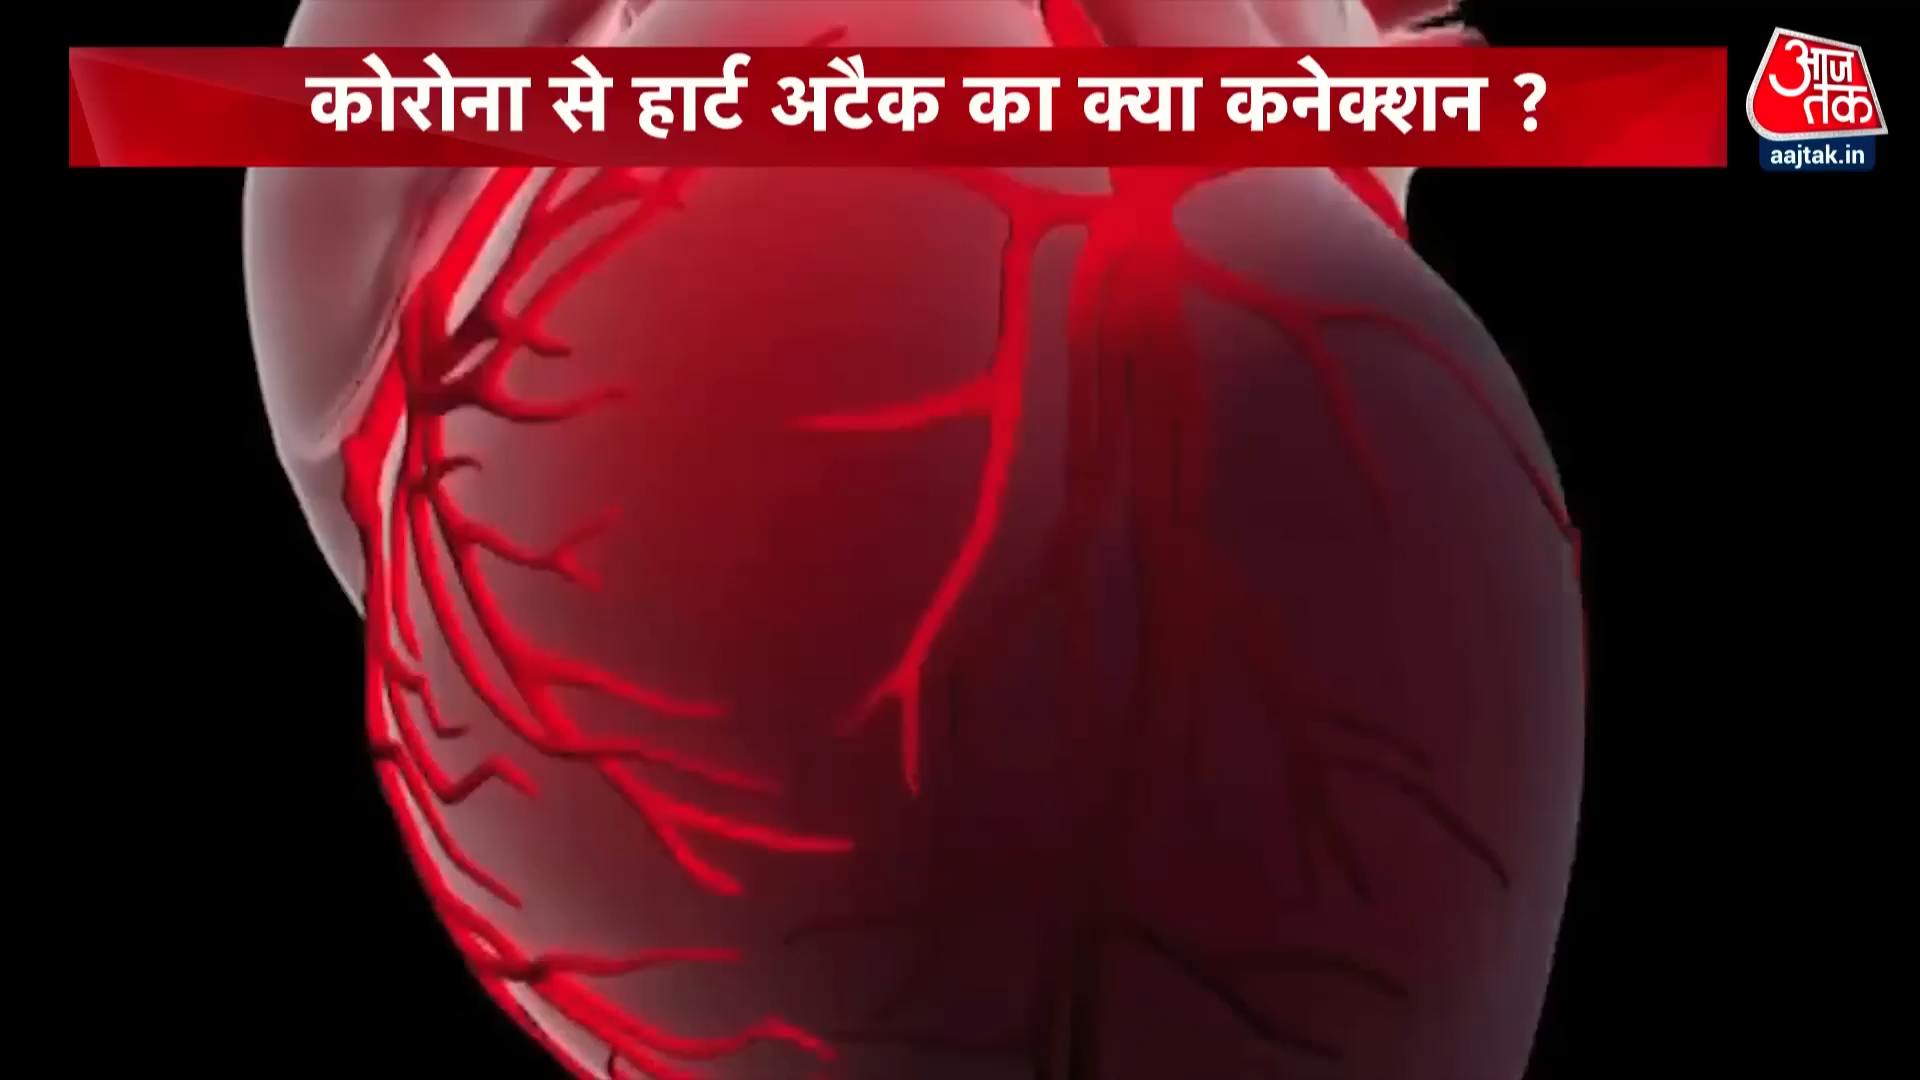 कोरोना से हार्ट अटैक का क्या कनेक्शन ?
आज
तक
aajtak.in